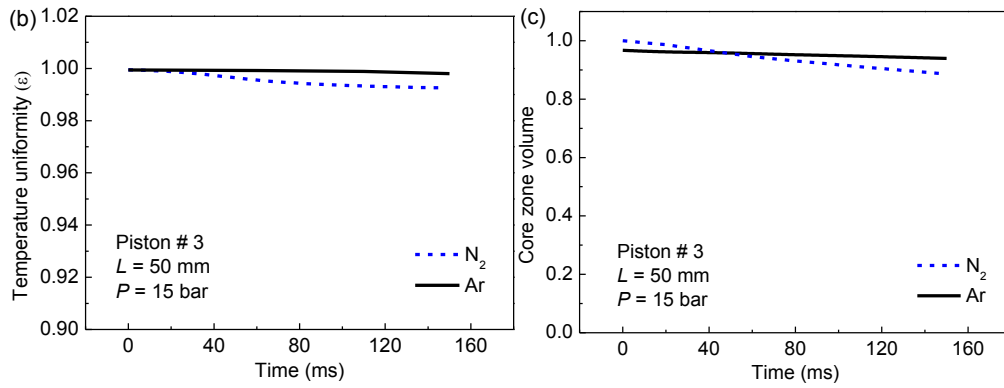 (b)
1.02
1.00
0.98
0.96
0.94
0.92
0.90
Temperature uniformity (ε)
Piston # 3
L = 50 mm
P = 15 bar
N₂
Ar
0 40 80 120 160
Time (ms)
(c)
1.0
0.8
0.6
0.4
0.2
0.0
Core zone volume
Piston # 3
L = 50 mm
P = 15 bar
N₂
Ar
0 40 80 120 160
Time (ms)